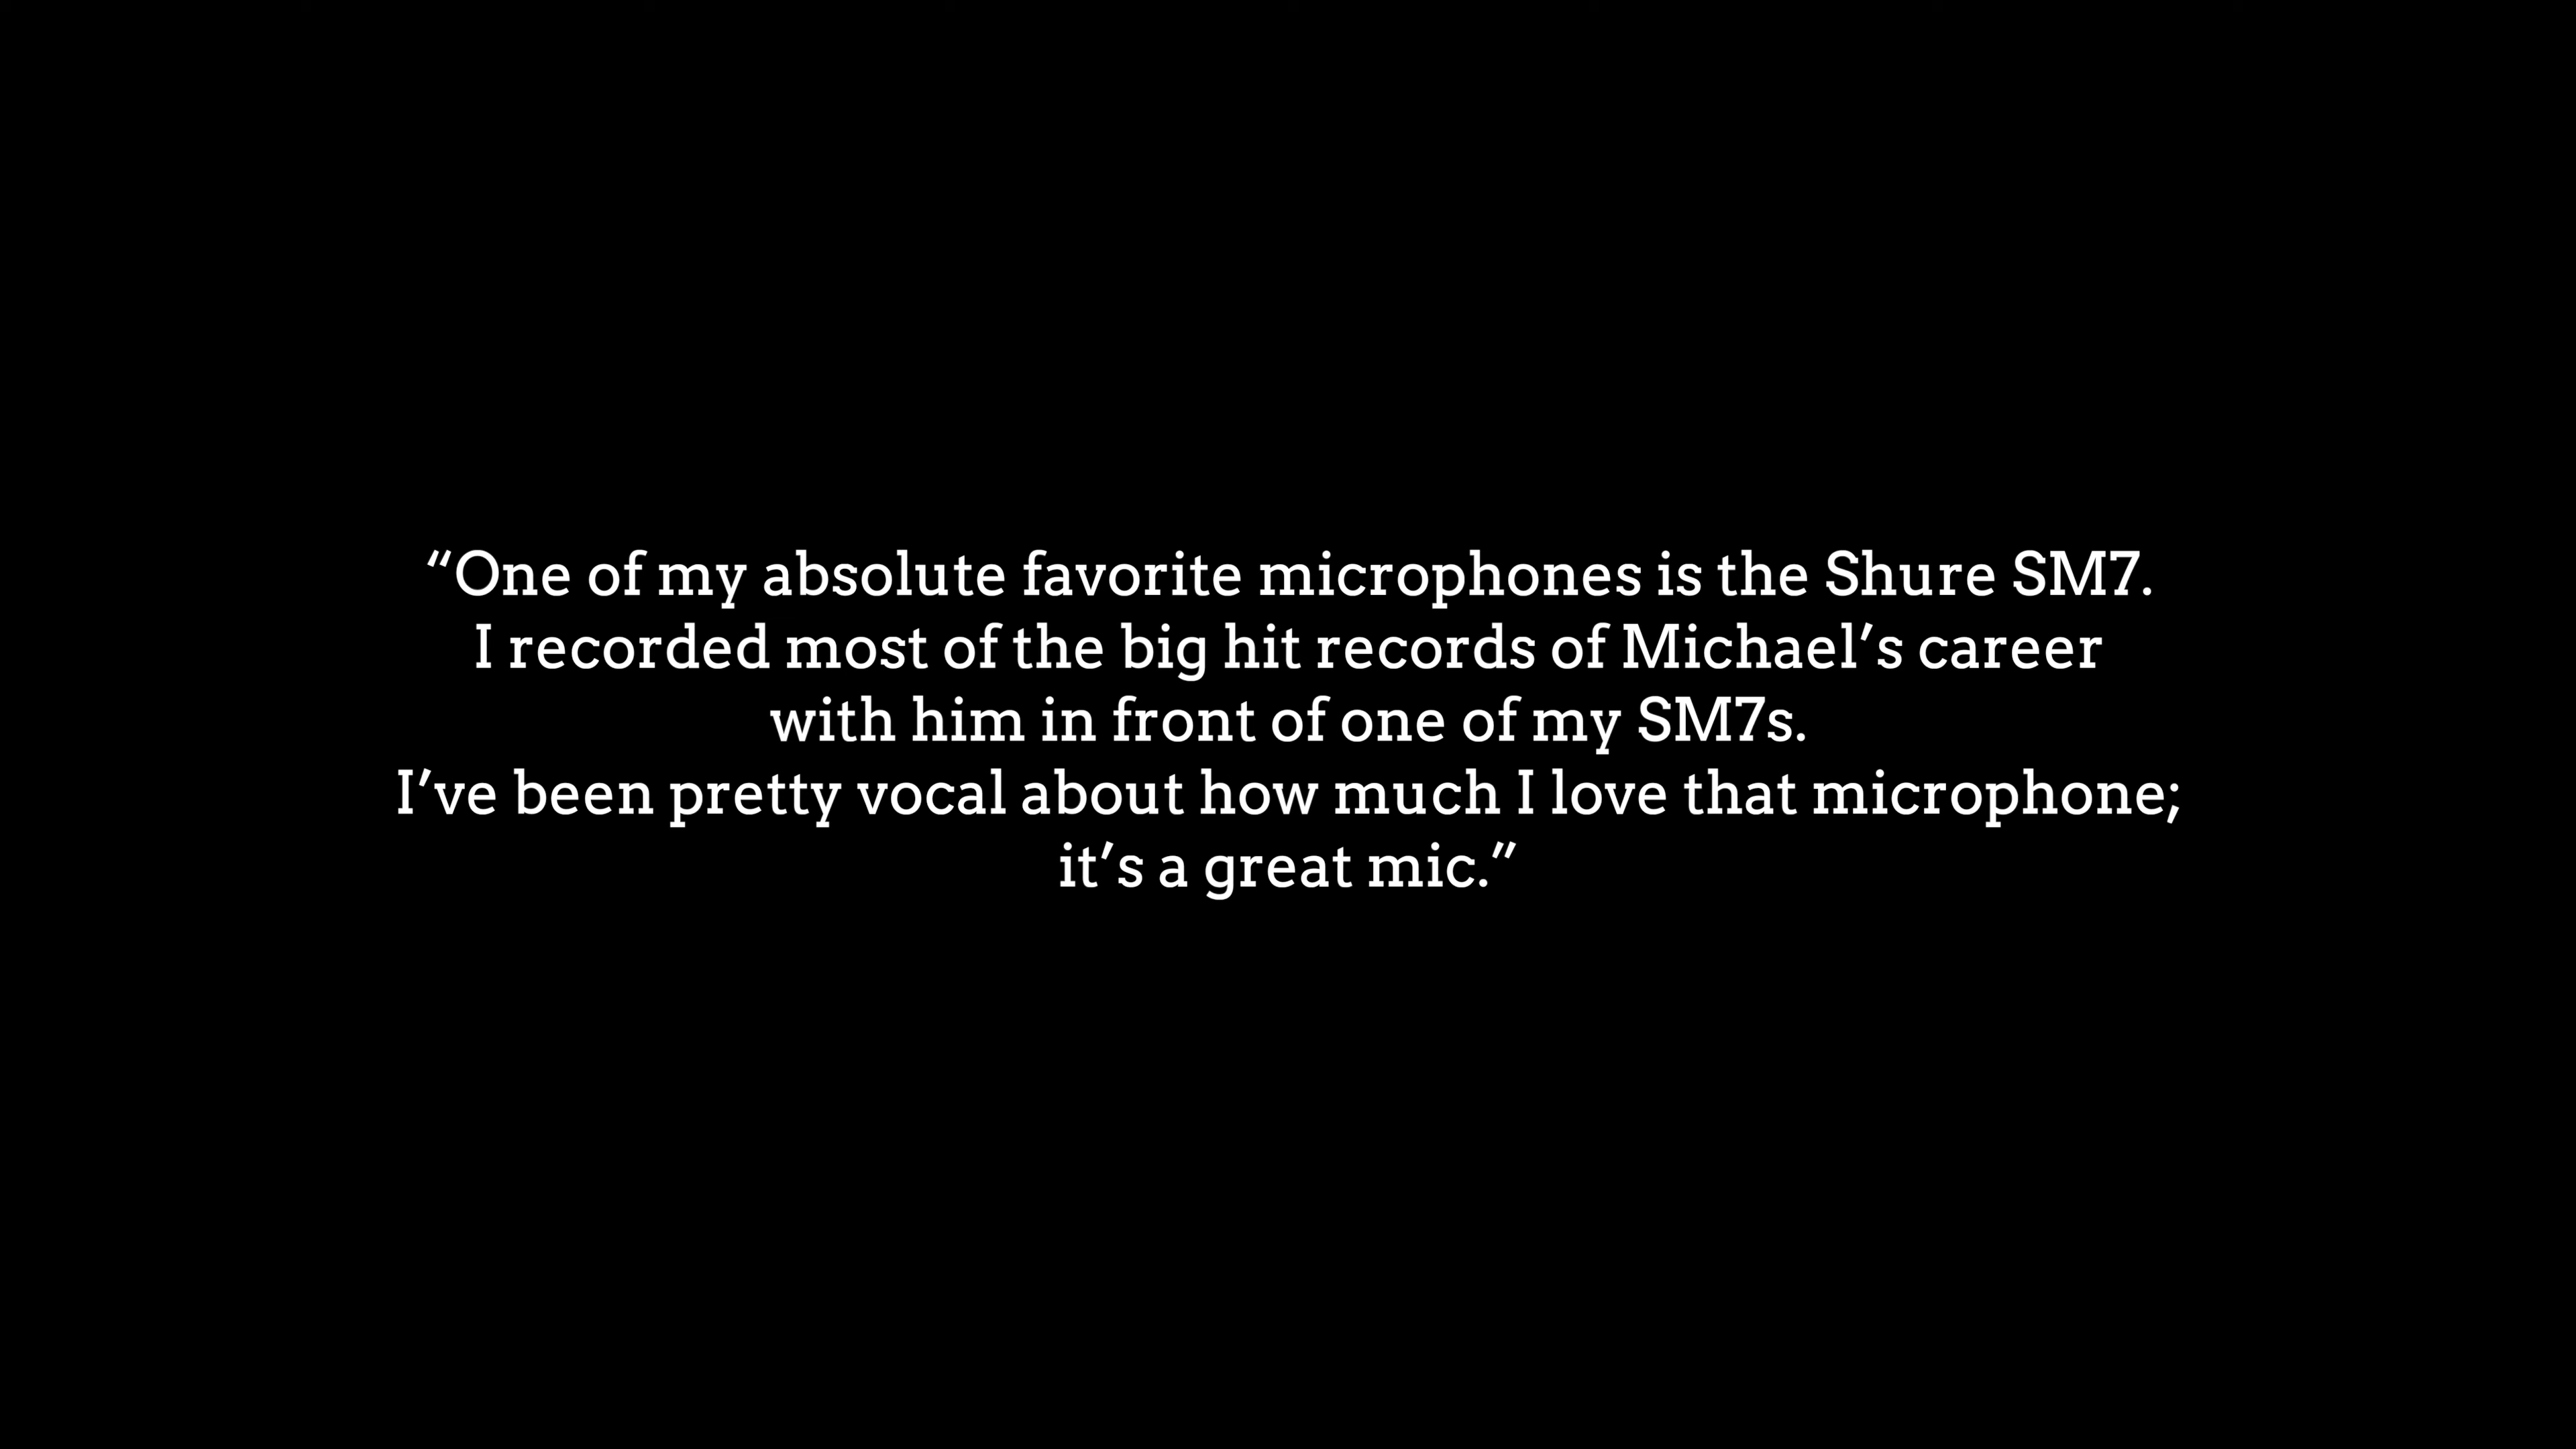 “One of my absolute favorite microphones is the Shure SM7.
I recorded most of the big hit records of Michael’s career
with him in front of one of my SM7s.
I’ve been pretty vocal about how much I love that microphone;
it’s a great mic.”